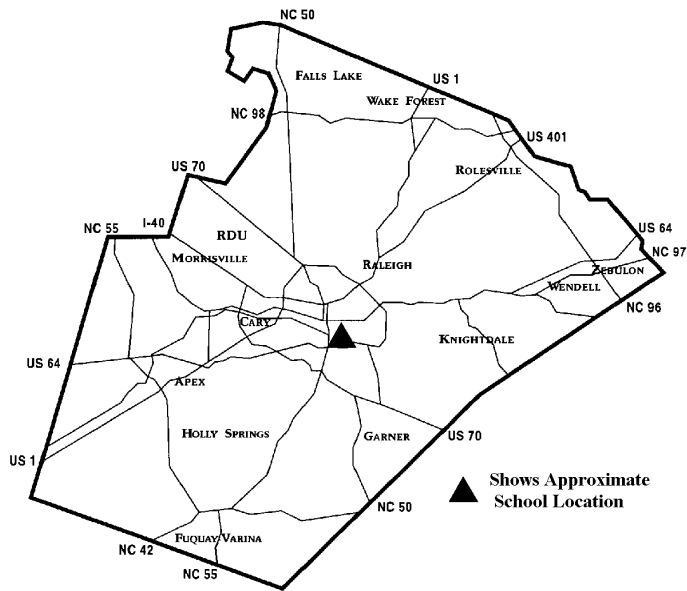 NC 50
FALLS LAKE
US 1
WAKE FOREST
NC 98
US 401
US 70
ROLESVILLE
NC 55
I-40
RDU
US 64
MORRISVILLE
RALEIGH
NC 97
ZEBULON
WENDELL
NC 96
CARY
KNIGHTDALE
US 64
APEX
HOLLY SPRINGS
GARNER
US 70
US 1
Shows Approximate
School Location
NC 50
FUQUAY VARINA
NC 42
NC 55